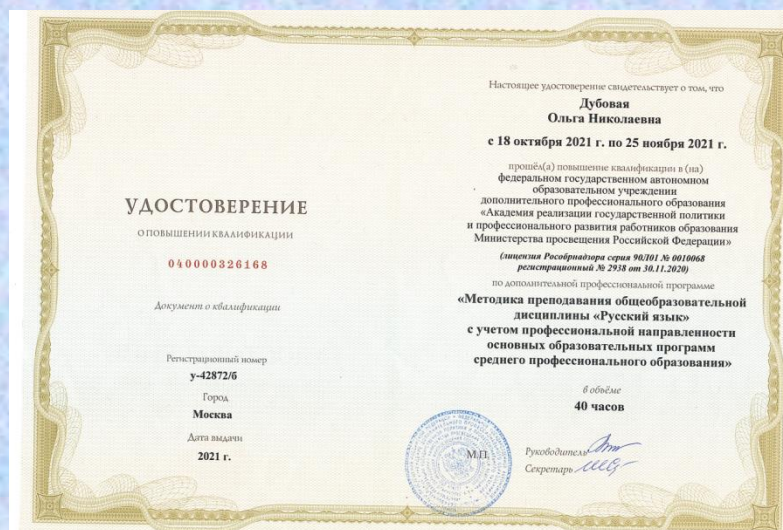 УДОСТОВЕРЕНИЕ
О ПОВЫШЕНИИ КВАЛИФИКАЦИИ
040000326168
Документ о квалификации
Регистрационный номер
у-42872/б
Город
Москва
Дата выдачи
2021 г.
Настоящее удостоверение свидетельствует о том, что
Дубовая
Ольга Николаевна
с 18 октября 2021 г. по 25 ноября 2021 г.
прошёл(а) повышение квалификации в (на)
федеральном государственном автономном
образовательном учреждении
дополнительного профессионального образования
«Академия реализации государственной политики
и профессионального развития работников образования
Министерства просвещения Российской Федерации»
(лицензия Рособрнадзора серия 90Л01 № 0010068
регистрационный № 2938 от 30.11.2020)
по дополнительной профессиональной программе
«Методика преподавания общеобразовательной
дисциплины «Русский язык»
с учетом профессиональной направленности
основных образовательных программ
среднего профессионального образования»
в объёме
40 часов
М.П.
Руководитель
Секретарь